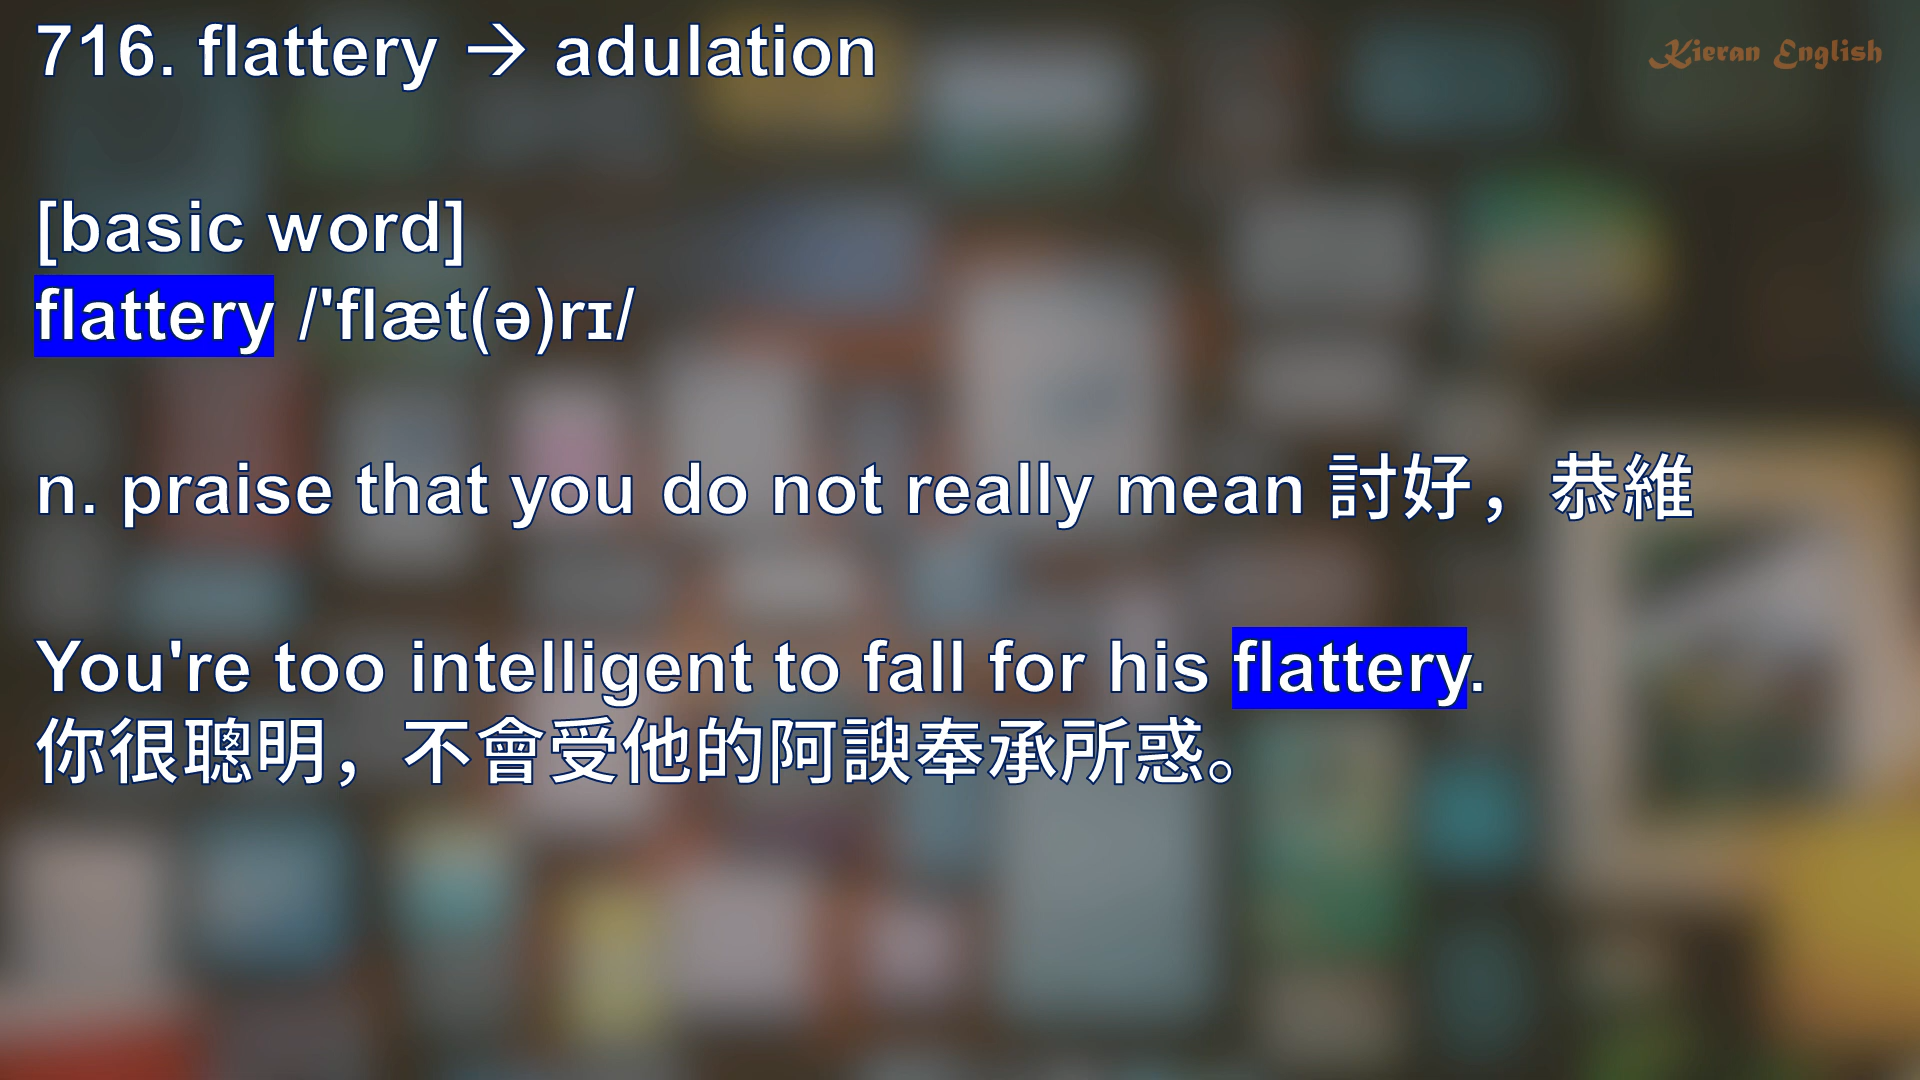 716. flattery → adulation
Kieran English
[basic word]
flattery /ˈflæt(ə)rɪ/
n. praise that you do not really mean 討好，恭維
You're too intelligent to fall for his flattery.
你很聰明，不會受他的阿諛奉承所惑。